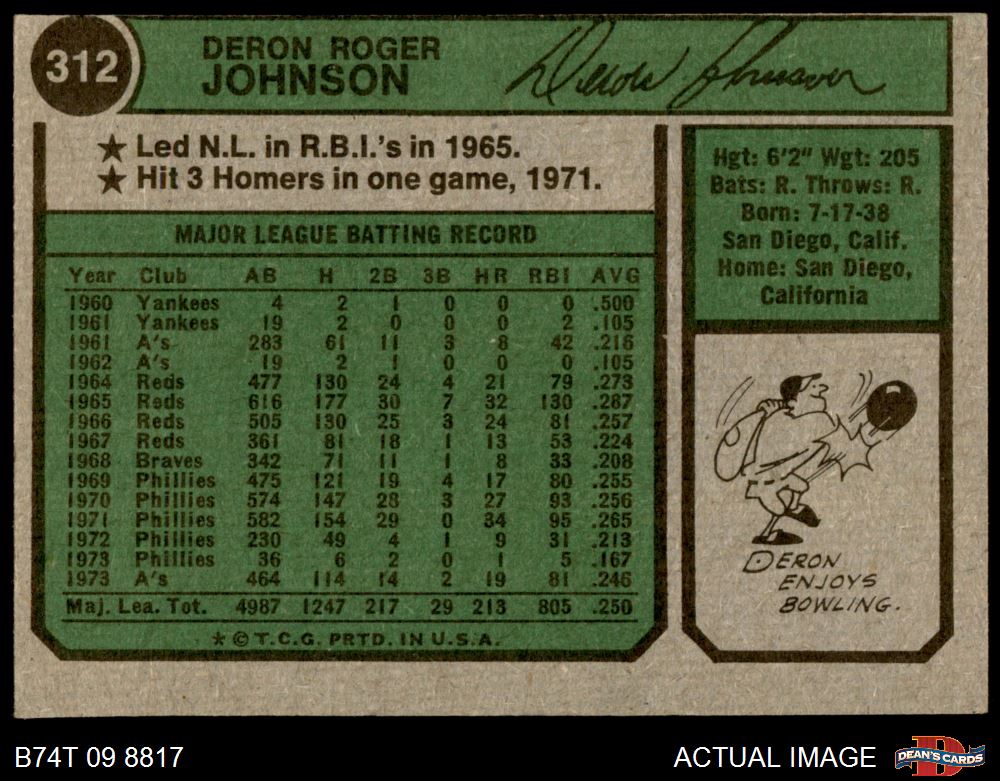 312
DERON ROGER
JOHNSON
Deron Johnson
★ Led N.L. in R.B.I.'s in 1965.
★ Hit 3 Homers in one game, 1971.
MAJOR LEAGUE BATTING RECORD
Year Club AB H 2B 3B HR RBI AVG
1960 Yankees 4 2 1 0 0 0 .500
1961 Yankees 19 2 0 0 0 2 .105
1961 A's 283 61 11 3 8 42 .216
1962 A's 19 2 1 0 0 0 .105
1964 Reds 477 130 24 4 21 79 .273
1965 Reds 616 177 30 7 32 130 .287
1966 Reds 505 130 25 3 24 81 .257
1967 Reds 361 81 18 1 13 53 .224
1968 Braves 342 71 11 1 8 33 .208
1969 Phillies 475 121 19 4 17 80 .255
1970 Phillies 574 147 28 3 27 93 .256
1971 Phillies 582 154 29 0 34 95 .265
1972 Phillies 230 49 4 1 9 31 .213
1973 Phillies 36 6 2 0 1 5 .167
1973 A's 464 114 14 2 19 81 .246
Maj. Lea. Tot. 4987 1247 217 29 213 805 .250
★ © T.C.G. PRTD. IN U.S.A.
Hgt: 6'2" Wgt: 205
Bats: R. Throws: R.
Born: 7-17-38
San Diego, Calif.
Home: San Diego,
California
DERON
ENJOYS
BOWLING.
B74T 09 8817
ACTUAL IMAGE
D
DEAN'S CARDS